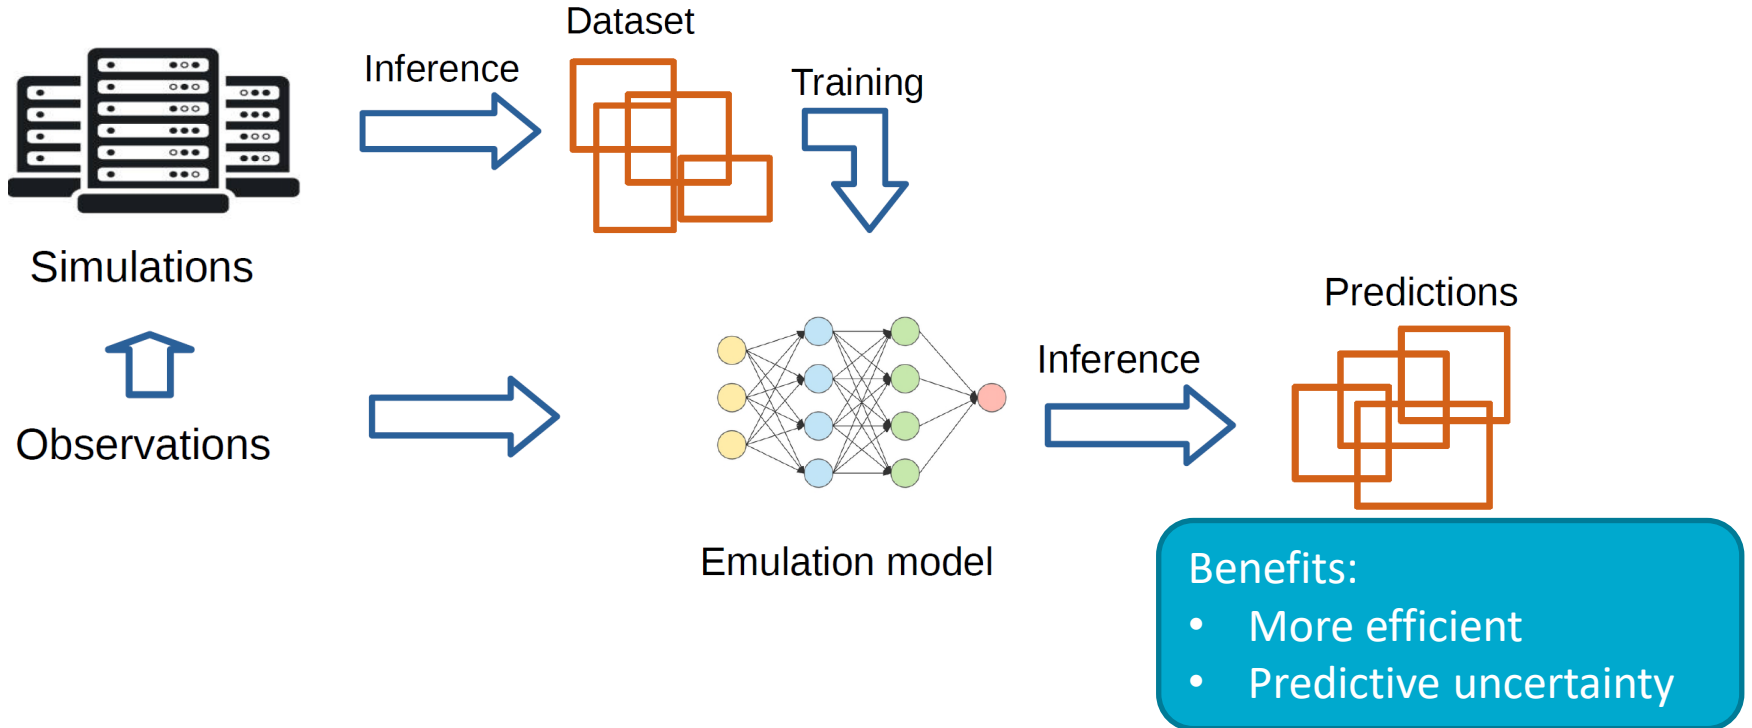 Dataset
Inference
Training
Simulations
Observations
Emulation model
Inference
Predictions
Benefits:
• More efficient
• Predictive uncertainty